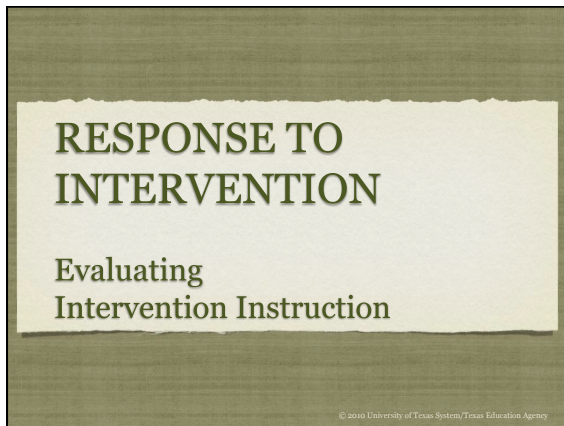 RESPONSE TO
INTERVENTION
Evaluating
Intervention Instruction
© 2010 University of Texas System/Texas Education Agency